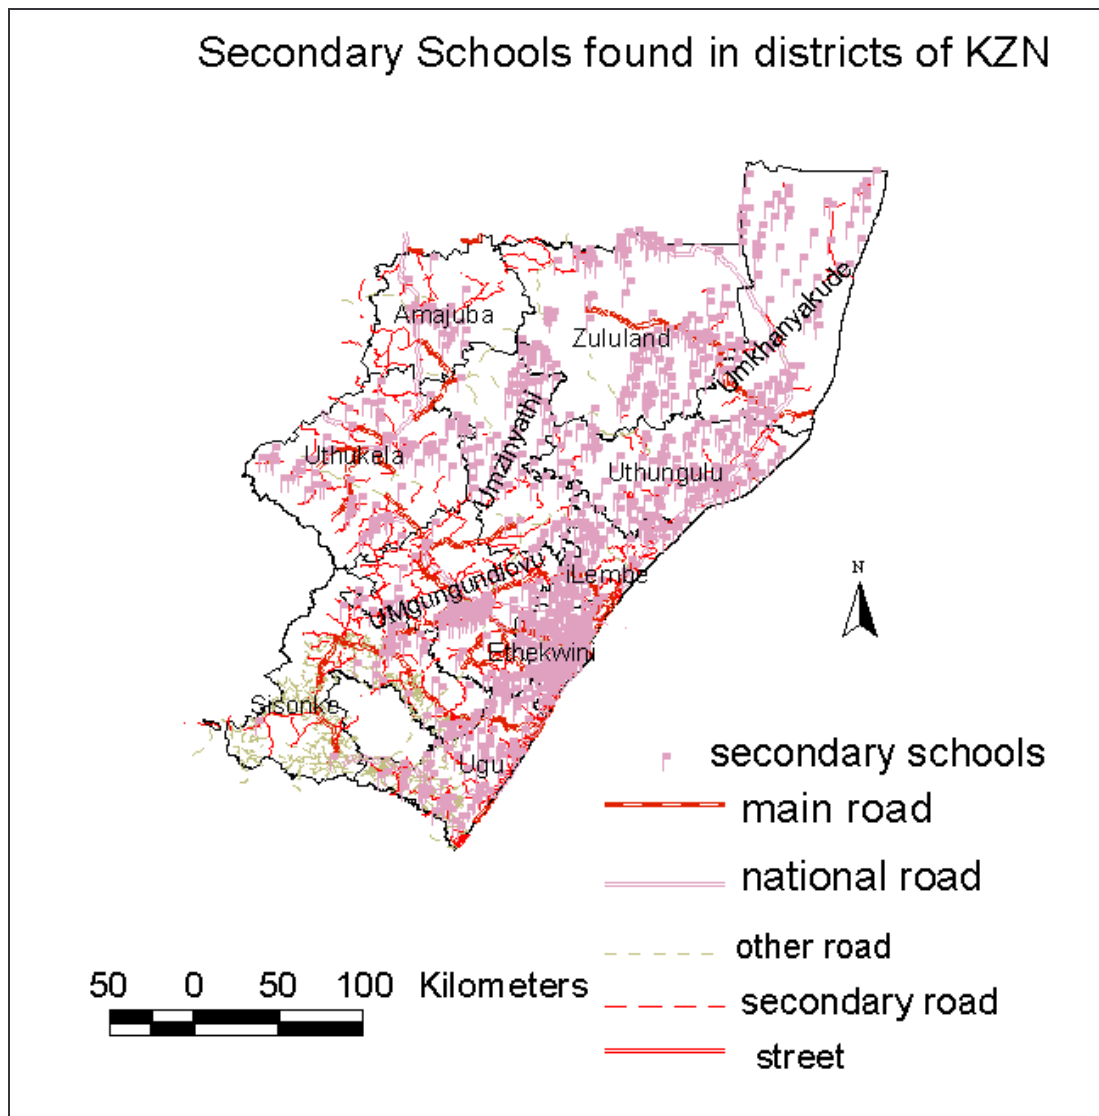 Secondary Schools found in districts of KZN
Amajuba
Zululand
Umkhanyakude
Uthukela
Umzinyathi
Uthungulu
UMgungundlovu
iLembe
Ethekwini
Sisonke
Ugu
N
secondary schools
main road
national road
other road
secondary road
street
50 0 50 100 Kilometers